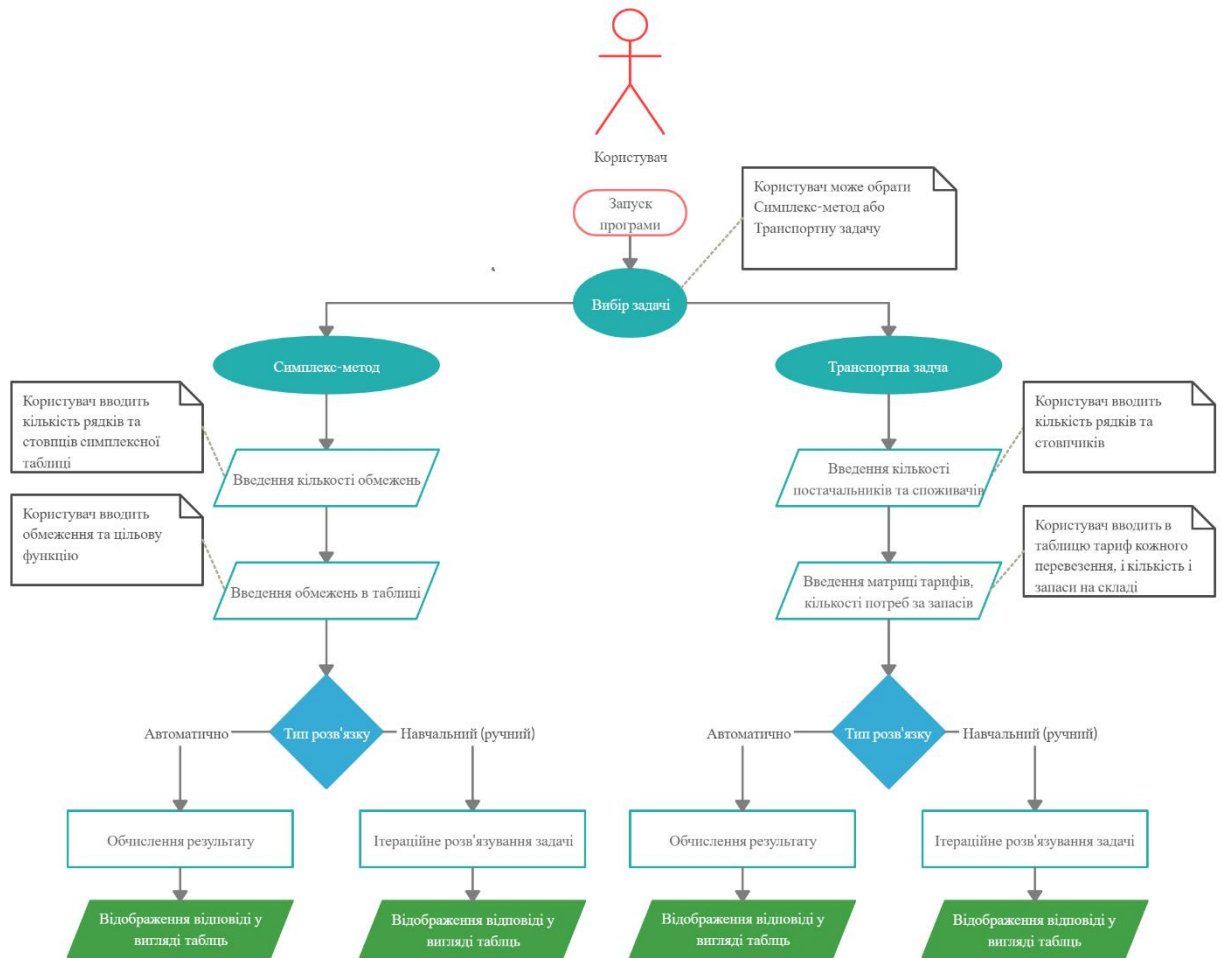 Користувач
Запуск
програми
Користувач може обрати
Симплекс-метод або
Транспортну задачу
Вибір задачі
Симплекс-метод
Транспортна задча
Користувач вводить
кількість рядків та
стовпців симплексної
таблиці
Користувач вводить
кількість рядків та
стовпчиків
Введення кількості обмежень
Введення кількості
постачальників та споживачів
Користувач вводить
обмеження та цільову
функцію
Користувач вводить в
таблицю тариф кожного
перевезення, і кількість і
запаси на складі
Введення обмежень в таблиці
Введення матриці тарифів,
кількості потреб за запасів
Автоматично
Тип розв'язку
Навчальний (ручний)
Автоматично
Тип розв'язку
Навчальний (ручний)
Обчислення результату
Ітераційне розв'язування задачі
Обчислення результату
Ітераційне розв'язування задачі
Відображення відповіді у
вигляді таблць
Відображення відповіді у
вигляді таблць
Відображення відповіді у
вигляді таблць
Відображення відповіді у
вигляді таблць